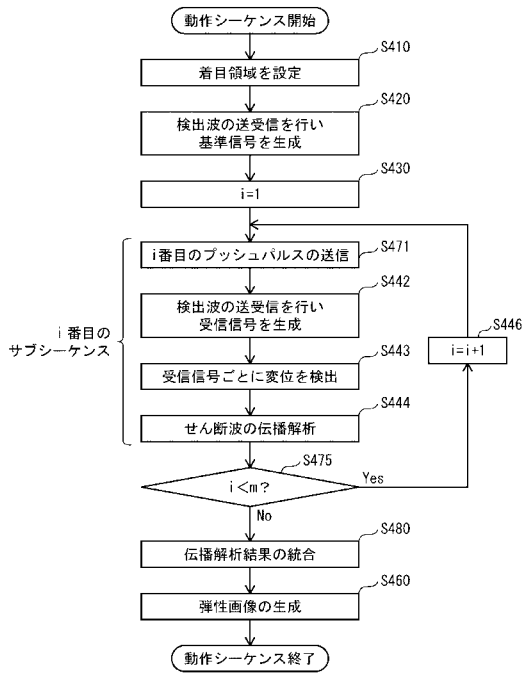 動作シーケンス開始
S410
着目領域を設定
S420
検出波の送受信を行い
基準信号を生成
S430
i=1
S471
i番目のプッシュパルスの送信
S442
検出波の送受信を行い
受信信号を生成
i番目の
サブシーケンス
S446
i=i+1
S443
受信信号ごとに変位を検出
S444
せん断波の伝播解析
S475
i<m?
Yes
No
S480
伝播解析結果の統合
S460
弾性画像の生成
動作シーケンス終了